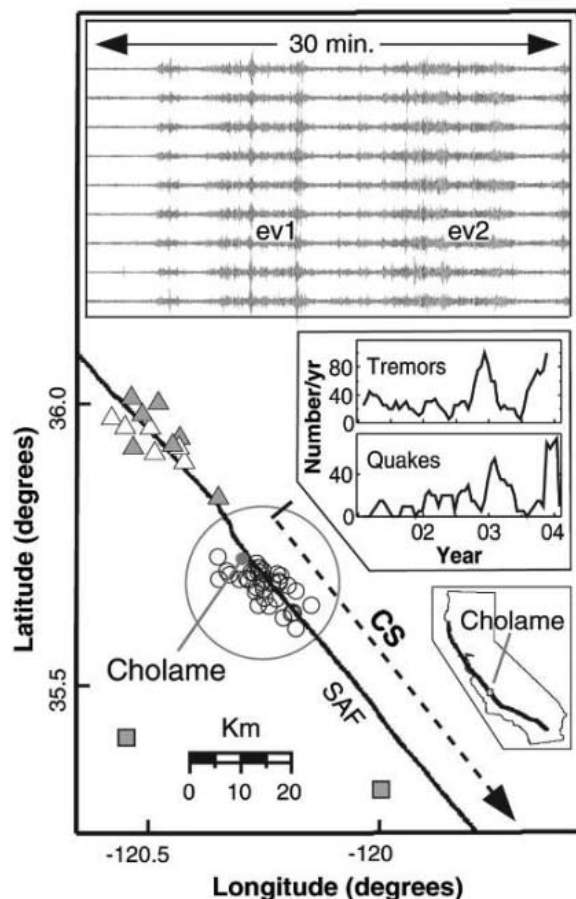 30 min.
ev1 ev2
Tremors
Number/yr
80
40
0
Quakes
40
0
02 03 04
Year
36.0
Latitude (degrees)
35.5
Cholame
CS
SAF
Cholame
Km
0 10 20
-120.5 -120
Longitude (degrees)